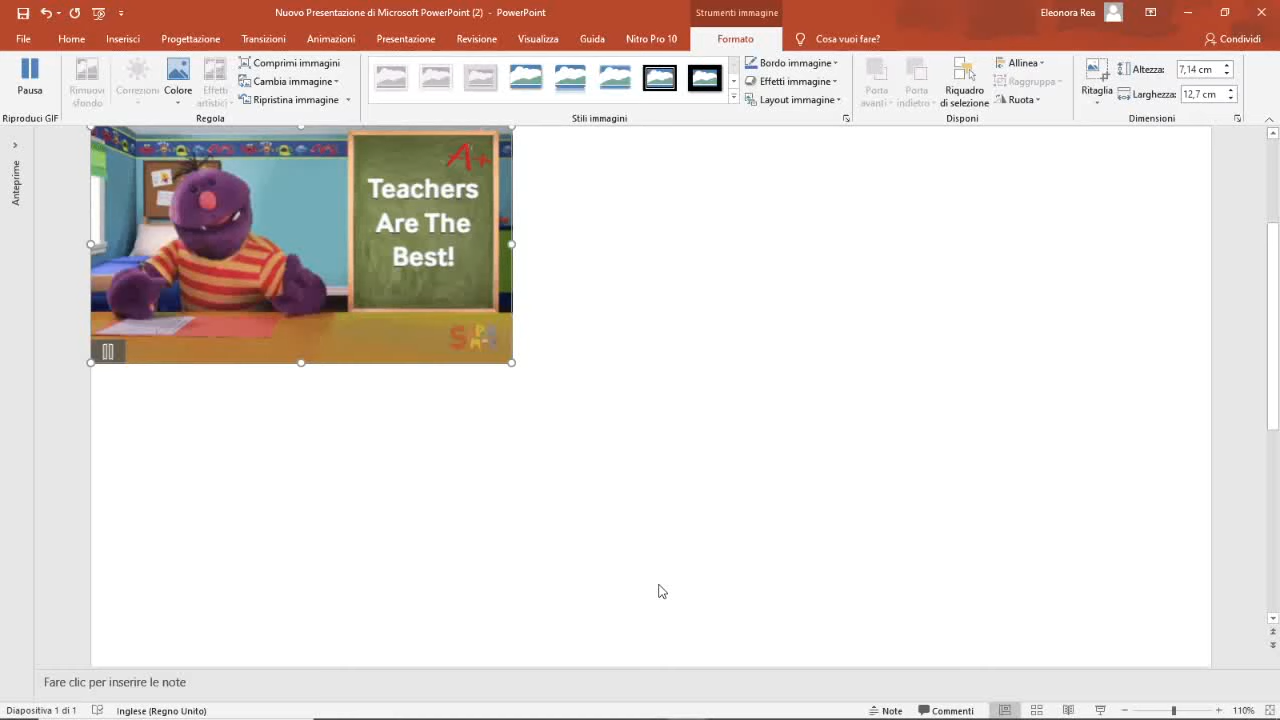 Nuovo Presentazione di Microsoft PowerPoint (2) - PowerPoint
Strumenti immagine
Eleonora Rea
File Home Inserisci Progettazione Transizioni Animazioni Presentazione Revisione Visualizza Guida Nitro Pro 10 Formato Cosa vuoi fare? Condividi
Pausa
Riproduci GIF
Rimuovi sfondo
Correzioni
Colore
Effetti artistici
Comprimi immagini
Cambia immagine
Ripristina immagine
Regola
Stili immagini
Bordo immagine
Effetti immagine
Layout immagine
Porta avanti
Porta indietro
Riquadro di selezione
Allinea
Raggruppa
Ruota
Disponi
Ritaglia
Altezza: 7,14 cm
Larghezza: 12,7 cm
Dimensioni
Anteprime
A+
Teachers
Are The
Best!
Fare clic per inserire le note
Diapositiva 1 di 1 Inglese (Regno Unito) Note Commenti 110%